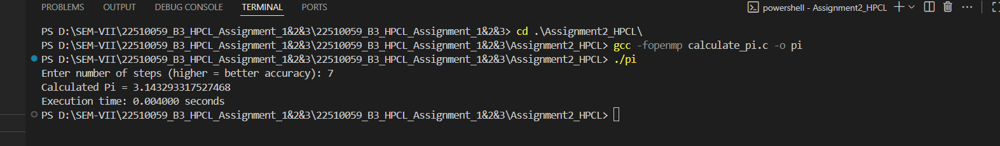 PROBLEMS OUTPUT DEBUG CONSOLE TERMINAL PORTS powershell - Assignment2_HPCL
PS D:\SEM-VII\22510059_B3_HPCL_Assignment_1&2&3\22510059_B3_HPCL_Assignment_1&2&3> cd .\Assignment2_HPCL\
PS D:\SEM-VII\22510059_B3_HPCL_Assignment_1&2&3\22510059_B3_HPCL_Assignment_1&2&3\Assignment2_HPCL> gcc -fopenmp calculate_pi.c -o pi
PS D:\SEM-VII\22510059_B3_HPCL_Assignment_1&2&3\22510059_B3_HPCL_Assignment_1&2&3\Assignment2_HPCL> ./pi
Enter number of steps (higher = better accuracy): 7
Calculated Pi = 3.143293317527468
Execution time: 0.004000 seconds
PS D:\SEM-VII\22510059_B3_HPCL_Assignment_1&2&3\22510059_B3_HPCL_Assignment_1&2&3\Assignment2_HPCL>